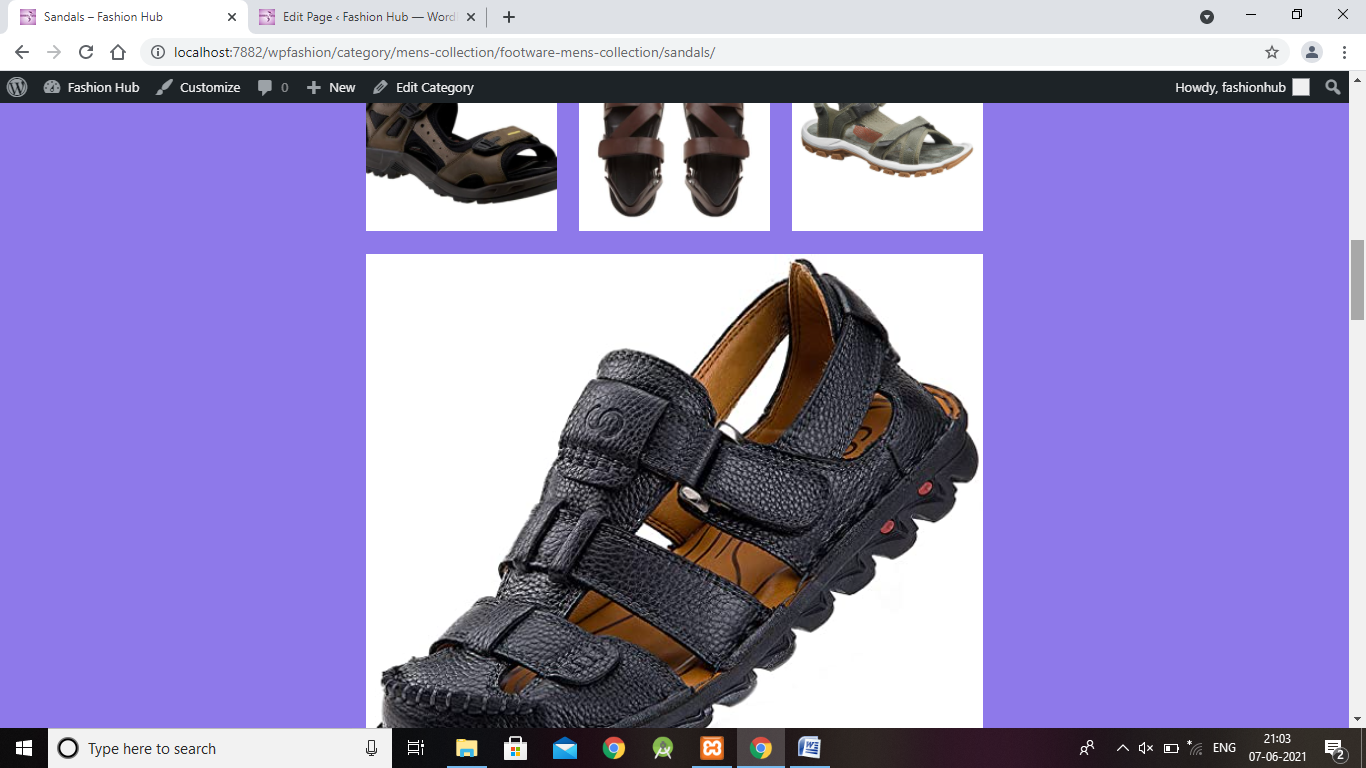 Sandals – Fashion Hub
Edit Page ‹ Fashion Hub — Word
localhost:7882/wpfashion/category/mens-collection/footware-mens-collection/sandals/
Fashion Hub Customize 0 New Edit Category Howdy, fashionhub
Type here to search
ENG
21:03
07-06-2021
2